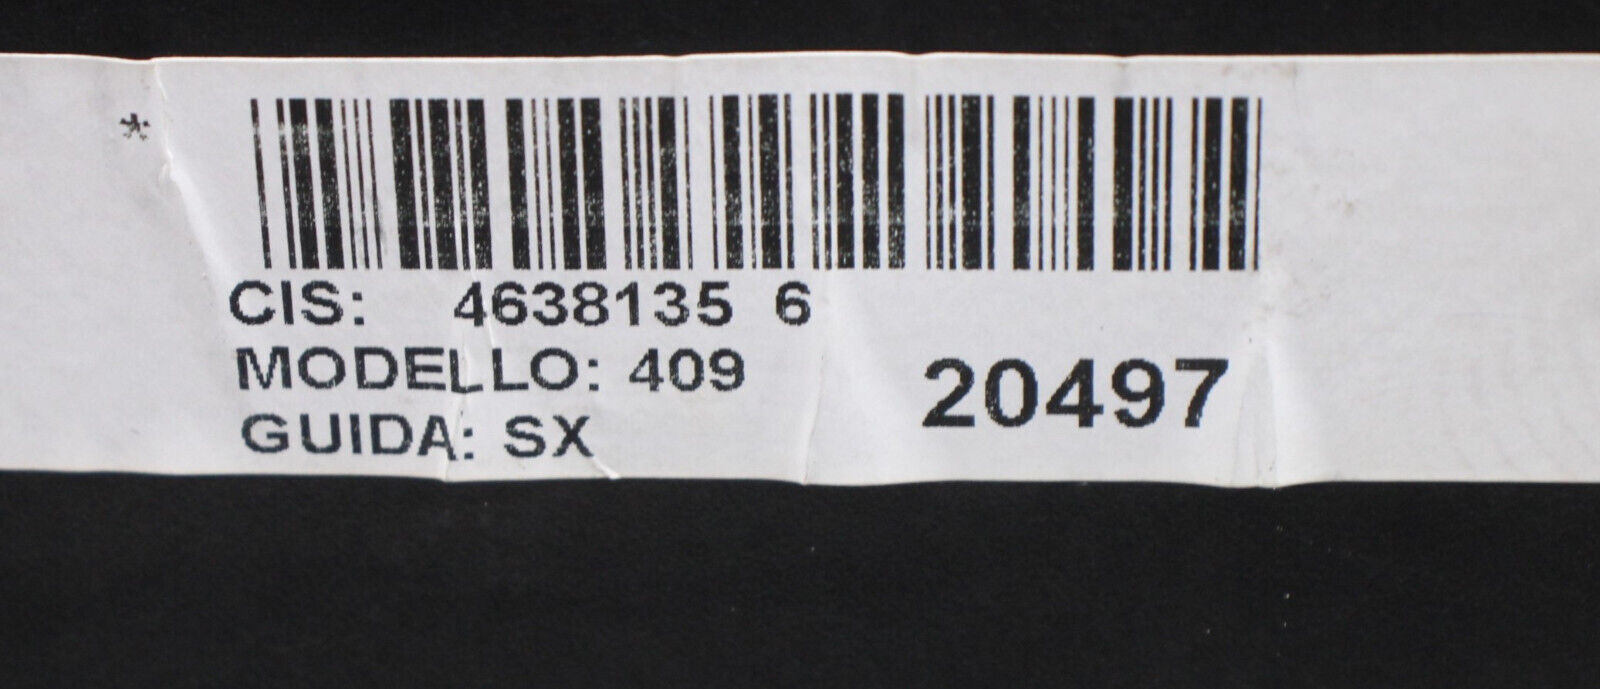 *
CIS: 4638135 6
MODELLO: 409
20497
GUIDA: SX